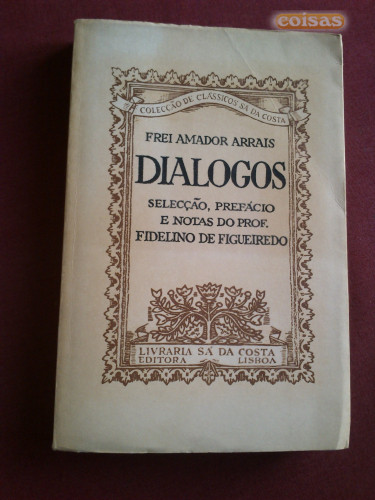 coisas
COLECÇÃO DE CLÁSSICOS SÁ DA COSTA
FREI AMADOR ARRAIS
DIALOGOS
SELECÇÃO, PREFÁCIO
E NOTAS DO PROF.
FIDELINO DE FIGUEIREDO
LIVRARIA SÁ DA COSTA
EDITORA LISBOA